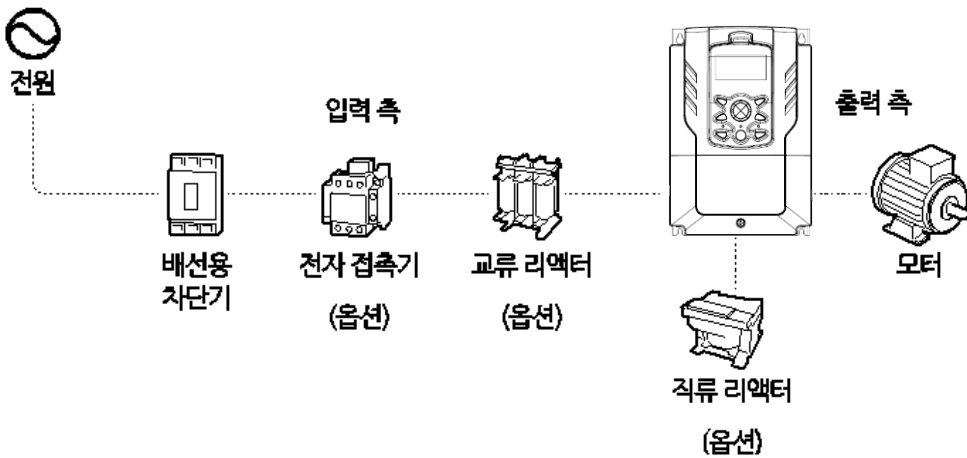 전원
입력 측
출력 측
배선용
차단기
전자 접촉기
(옵션)
교류 리액터
(옵션)
모터
직류 리액터
(옵션)